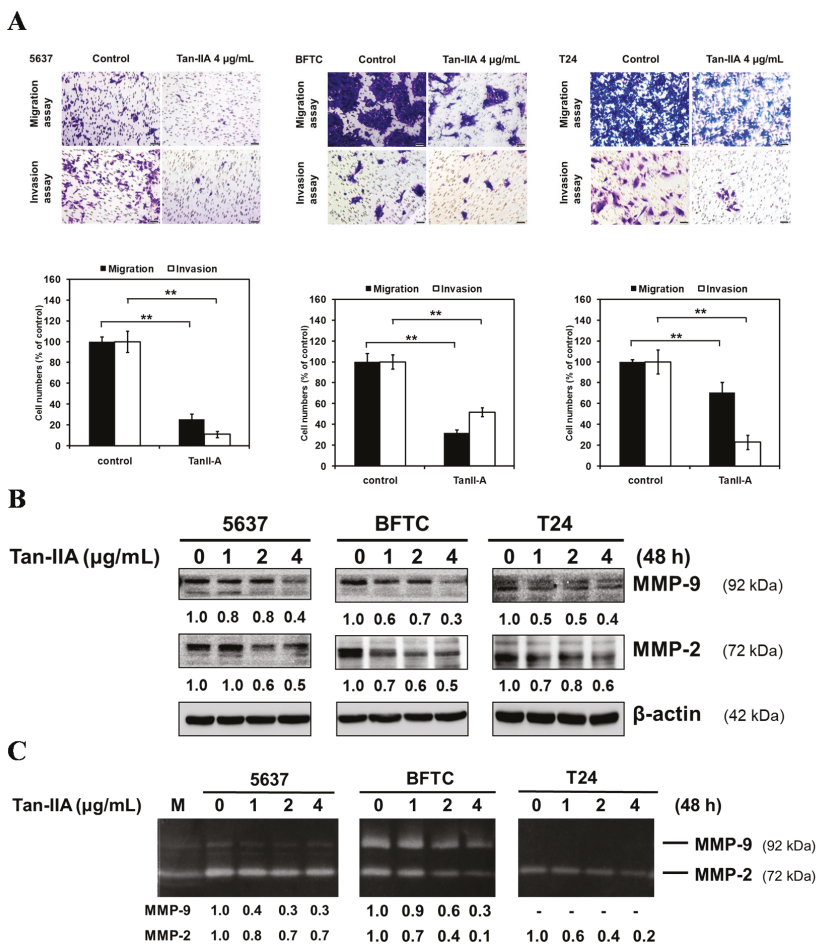 A
5637 Control Tan-IIA 4 µg/mL BFTC Control Tan-IIA 4 µg/mL T24 Control Tan-IIA 4 µg/mL
Migration assay Migration assay Migration assay
Invasion assay Invasion assay Invasion assay
Migration Invasion
Cell numbers (% of control)
160
140
120
100
80
60
40
20
0
**
**
control TanII-A
Migration Invasion
Cell numbers (% of control)
160
140
120
100
80
60
40
20
0
**
**
control TanII-A
Migration Invasion
Cell numbers (% of control)
160
140
120
100
80
60
40
20
0
**
**
control TanII-A
B
5637 BFTC T24
Tan-IIA (µg/mL) 0 1 2 4 0 1 2 4 0 1 2 4 (48 h)
MMP-9 (92 kDa)
1.0 0.8 0.8 0.4 1.0 0.6 0.7 0.3 1.0 0.5 0.5 0.4
MMP-2 (72 kDa)
1.0 1.0 0.6 0.5 1.0 0.7 0.6 0.5 1.0 0.7 0.8 0.6
β-actin (42 kDa)
C
5637 BFTC T24
Tan-IIA (µg/mL) M 0 1 2 4 0 1 2 4 0 1 2 4 (48 h)
MMP-9 (92 kDa)
MMP-2 (72 kDa)
MMP-9 1.0 0.4 0.3 0.3 1.0 0.9 0.6 0.3 - - - -
MMP-2 1.0 0.8 0.7 0.7 1.0 0.7 0.4 0.1 1.0 0.6 0.4 0.2